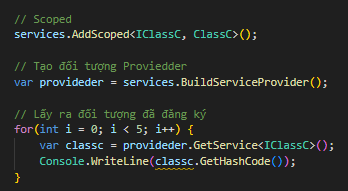 // Scoped
services.AddScoped<IClassC, ClassC>();
// Tạo đối tượng Proviedder
var provideder = services.BuildServiceProvider();
// Lấy ra đối tượng đã đăng ký
for(int i = 0; i < 5; i++) {
var classc = provideder.GetService<IClassC>();
Console.WriteLine(classc.GetHashCode());
}